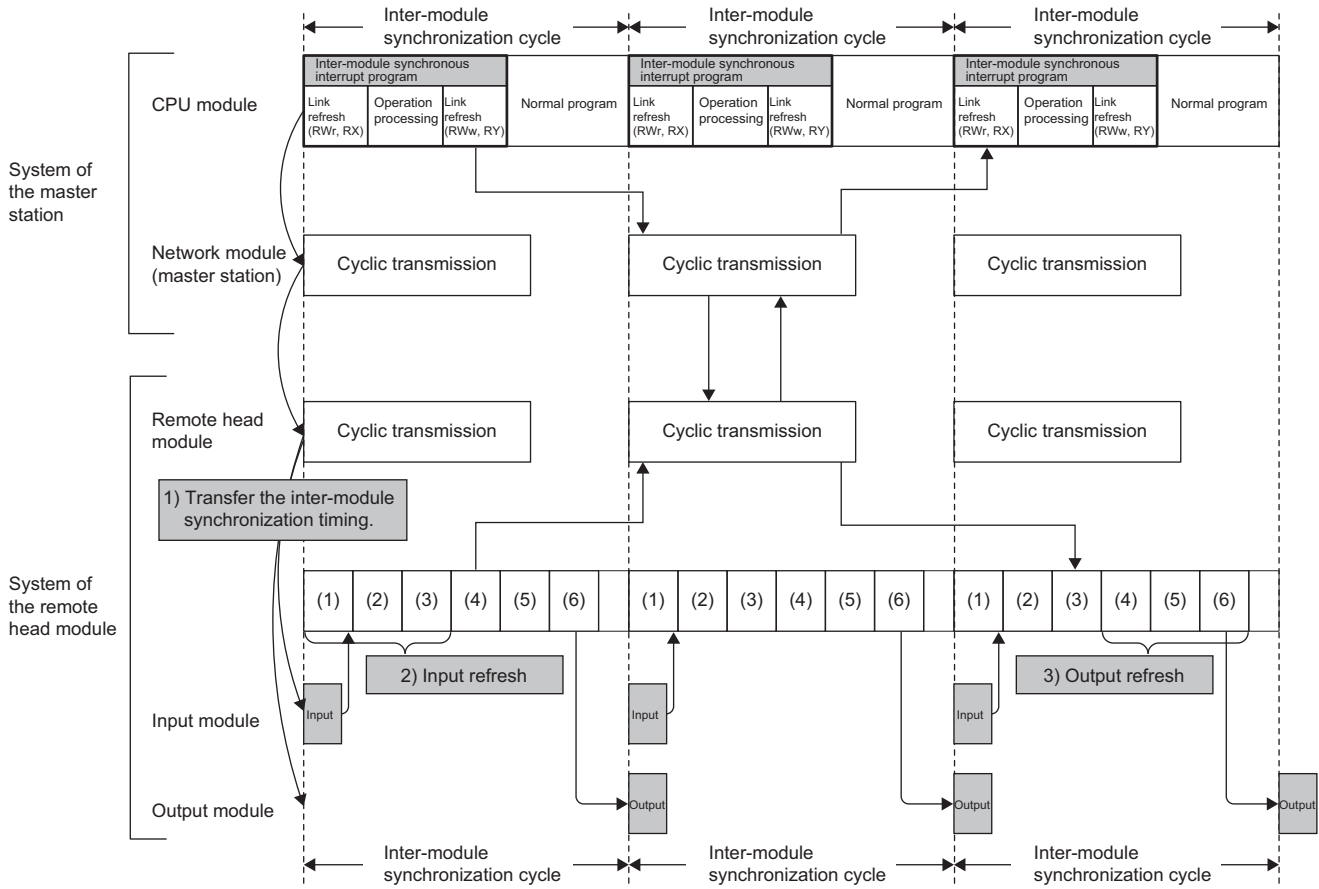 Inter-module
synchronization cycle
Inter-module
synchronization cycle
Inter-module
synchronization cycle
System of
the master
station
CPU module
Inter-module synchronous
interrupt program
Link
refresh
(RWr, RX)
Operation
processing
Link
refresh
(RWw, RY)
Normal program
Inter-module synchronous
interrupt program
Link
refresh
(RWr, RX)
Operation
processing
Link
refresh
(RWw, RY)
Normal program
Inter-module synchronous
interrupt program
Link
refresh
(RWr, RX)
Operation
processing
Link
refresh
(RWw, RY)
Normal program
Network module
(master station)
Cyclic transmission
Cyclic transmission
Cyclic transmission
System of
the remote
head module
Remote head
module
Cyclic transmission
Cyclic transmission
Cyclic transmission
1) Transfer the inter-module
synchronization timing.
(1) (2) (3) (4) (5) (6)
(1) (2) (3) (4) (5) (6)
(1) (2) (3) (4) (5) (6)
2) Input refresh
3) Output refresh
Input module
Input
Input
Input
Output module
Output
Output
Output
Inter-module
synchronization cycle
Inter-module
synchronization cycle
Inter-module
synchronization cycle